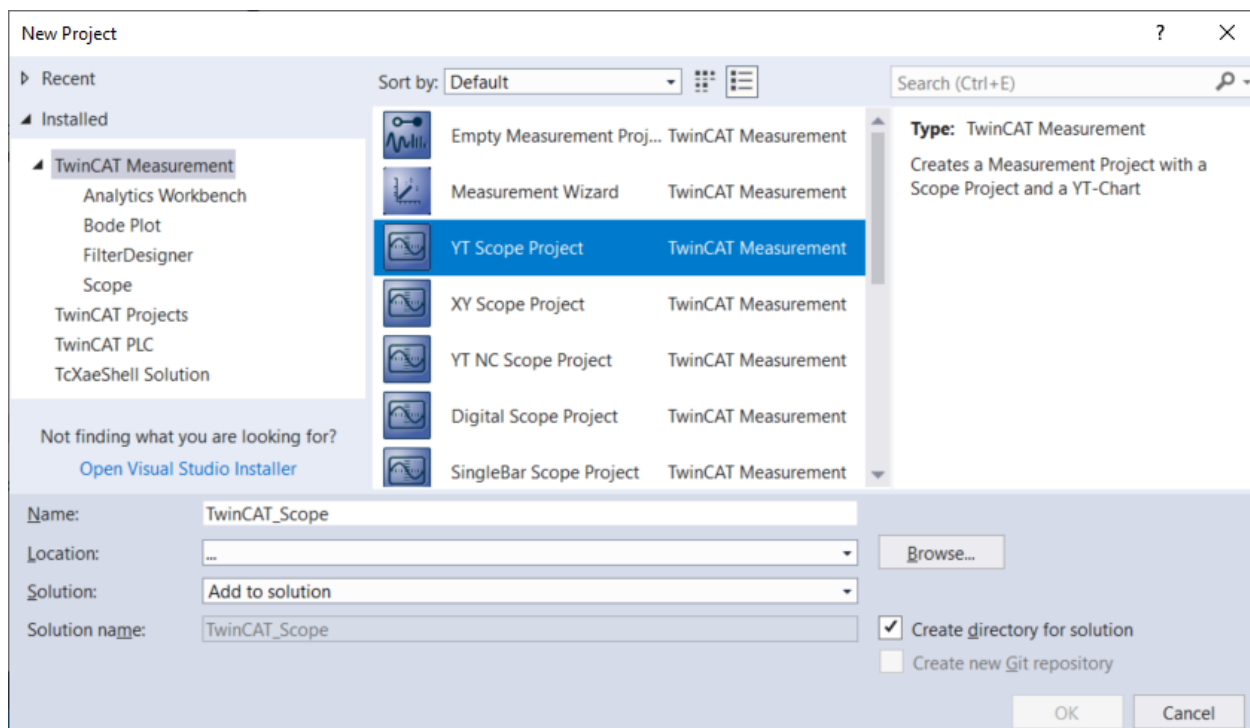 New Project
?
Recent
Installed
TwinCAT Measurement
Analytics Workbench
Bode Plot
FilterDesigner
Scope
TwinCAT Projects
TwinCAT PLC
TcXaeShell Solution
Not finding what you are looking for?
Open Visual Studio Installer
Sort by: Default
Empty Measurement Proj... TwinCAT Measurement
Measurement Wizard TwinCAT Measurement
YT Scope Project TwinCAT Measurement
XY Scope Project TwinCAT Measurement
YT NC Scope Project TwinCAT Measurement
Digital Scope Project TwinCAT Measurement
SingleBar Scope Project TwinCAT Measurement
Search (Ctrl+E)
Type: TwinCAT Measurement
Creates a Measurement Project with a
Scope Project and a YT-Chart
Name: TwinCAT_Scope
Location: ...
Browse...
Solution: Add to solution
Solution name: TwinCAT_Scope
Create directory for solution
Create new Git repository
OK
Cancel